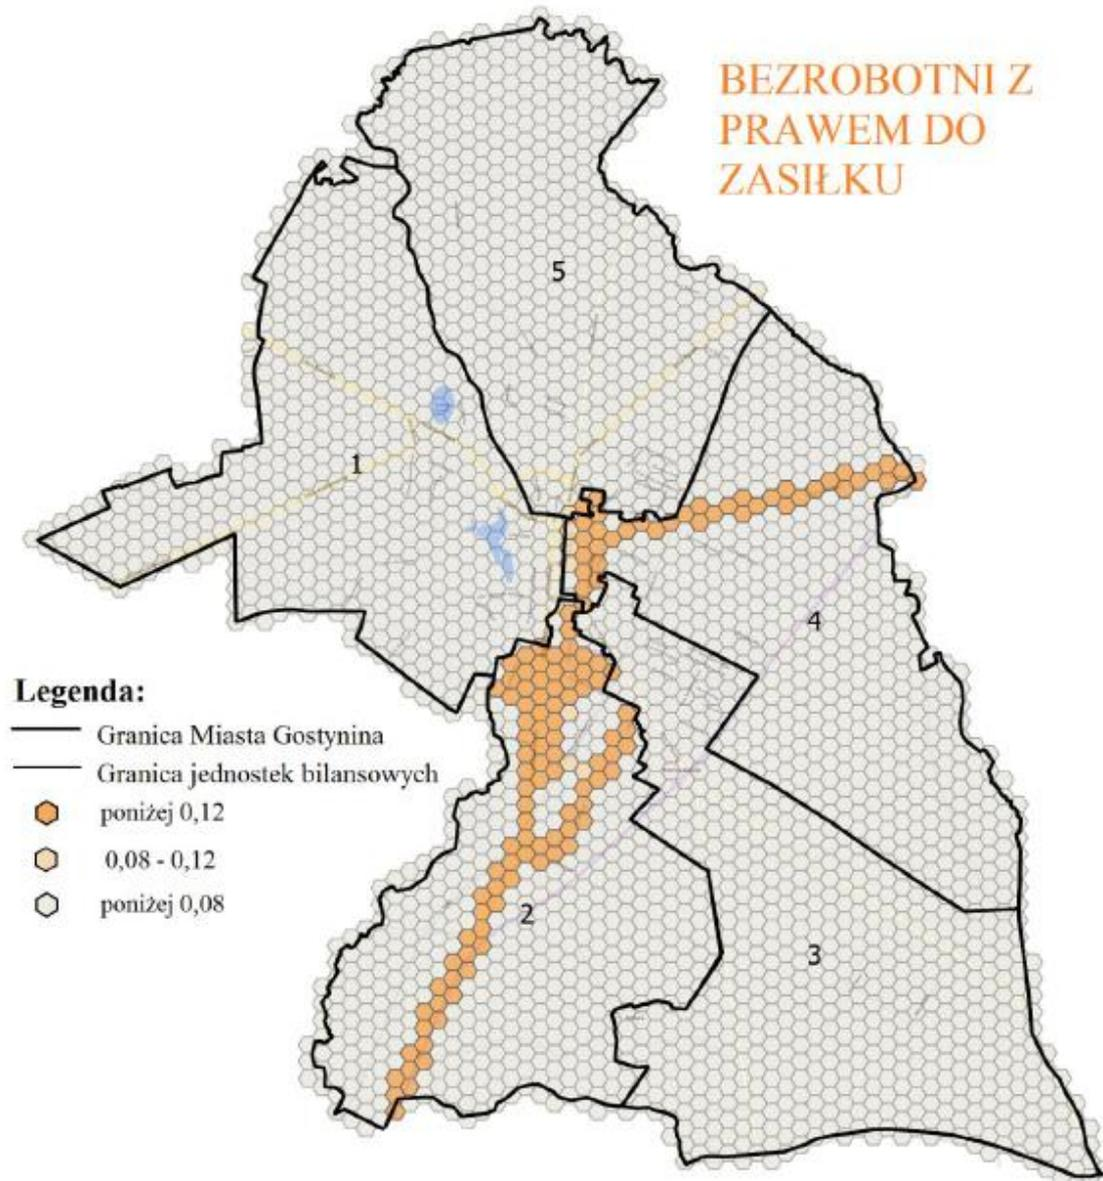 BEZROBOTNI Z
PRAWEM DO
ZASIŁKU
5
1
4
2
3
Legenda:
Granica Miasta Gostynina
Granica jednostek bilansowych
poniżej 0,12
0,08 - 0,12
poniżej 0,08